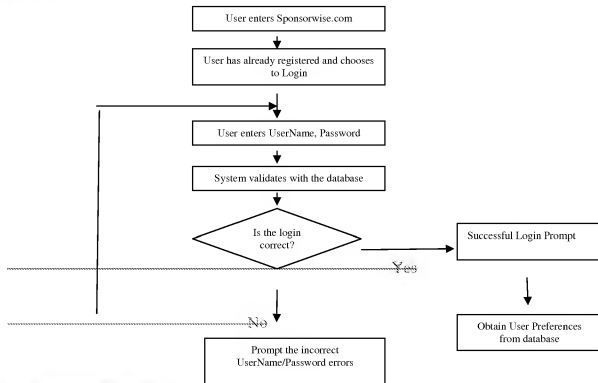 User enters Sponsorwise.com
User has already registered and chooses
to Login
User enters UserName, Password
System validates with the database
Is the login
correct?
Successful Login Prompt
Yes
No
Obtain User Preferences
from database
Prompt the incorrect
UserName/Password errors